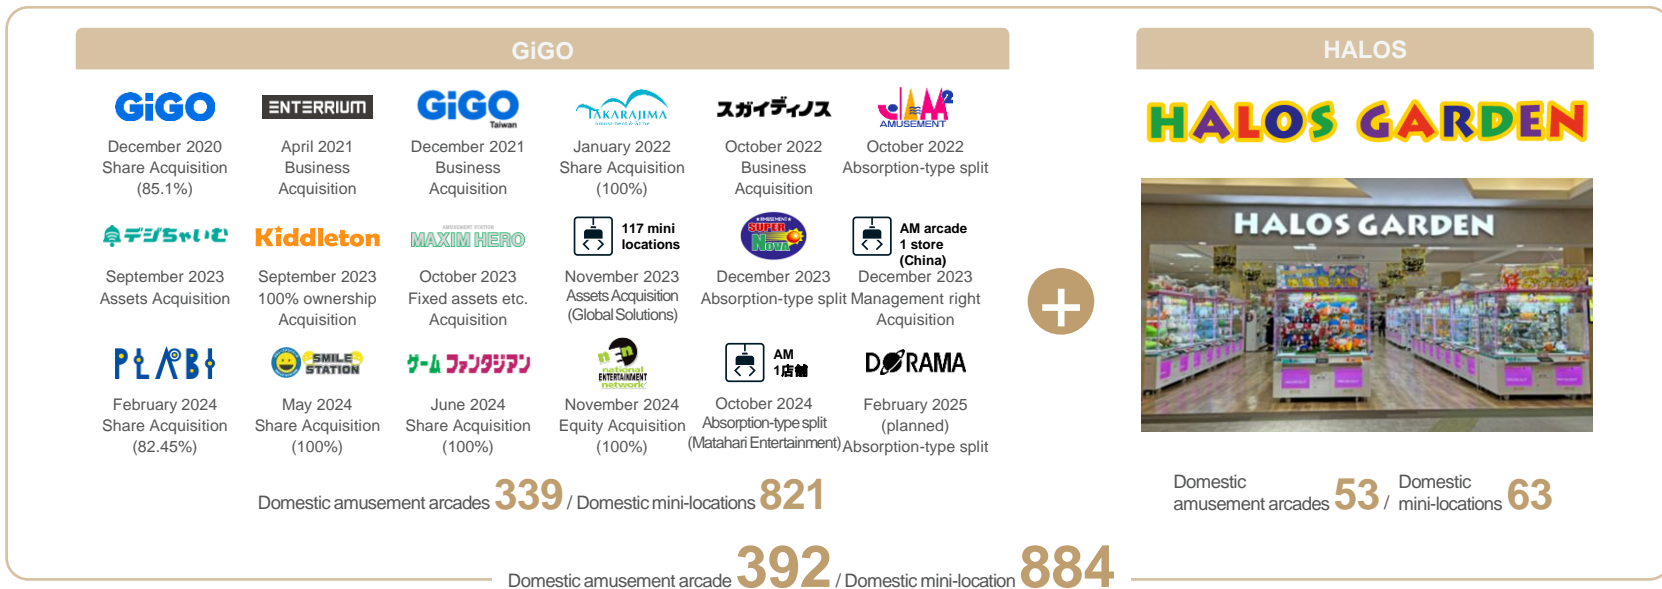 GiGO
HALOS
GiGO
ENTERRIUM
GiGO
Taiwan
TAKARAJIMA
amusement & game
スガイディノス
JAM2
AMUSEMENT
December 2020
Share Acquisition
(85.1%)
April 2021
Business
Acquisition
December 2021
Business
Acquisition
January 2022
Share Acquisition
(100%)
October 2022
Business
Acquisition
October 2022
Absorption-type split
デジちゃいむ
Kiddleton
AMUSEMENT STATION
MAXIM HERO
117 mini
locations
AMUSEMENT
SUPER
NOVA
AM arcade
1 store
(China)
September 2023
Assets Acquisition
September 2023
100% ownership
Acquisition
October 2023
Fixed assets etc.
Acquisition
November 2023
Assets Acquisition
(Global Solutions)
December 2023
Absorption-type split
December 2023
Management right
Acquisition
PLABI
SMILE
STATION
ゲーム ファンタジアン
nen
national
ENTERTAINMENT
network
AM
1店舗
DORAMA
February 2024
Share Acquisition
(82.45%)
May 2024
Share Acquisition
(100%)
June 2024
Share Acquisition
(100%)
November 2024
Equity Acquisition
(100%)
October 2024
Absorption-type split
(Matahari Entertainment)
February 2025
(planned)
Absorption-type split
Domestic amusement arcades 339 / Domestic mini-locations 821
+
HALOS GARDEN
HALOS GARDEN
Domestic
amusement arcades 53 /
Domestic
mini-locations 63
Domestic amusement arcade 392 / Domestic mini-location 884